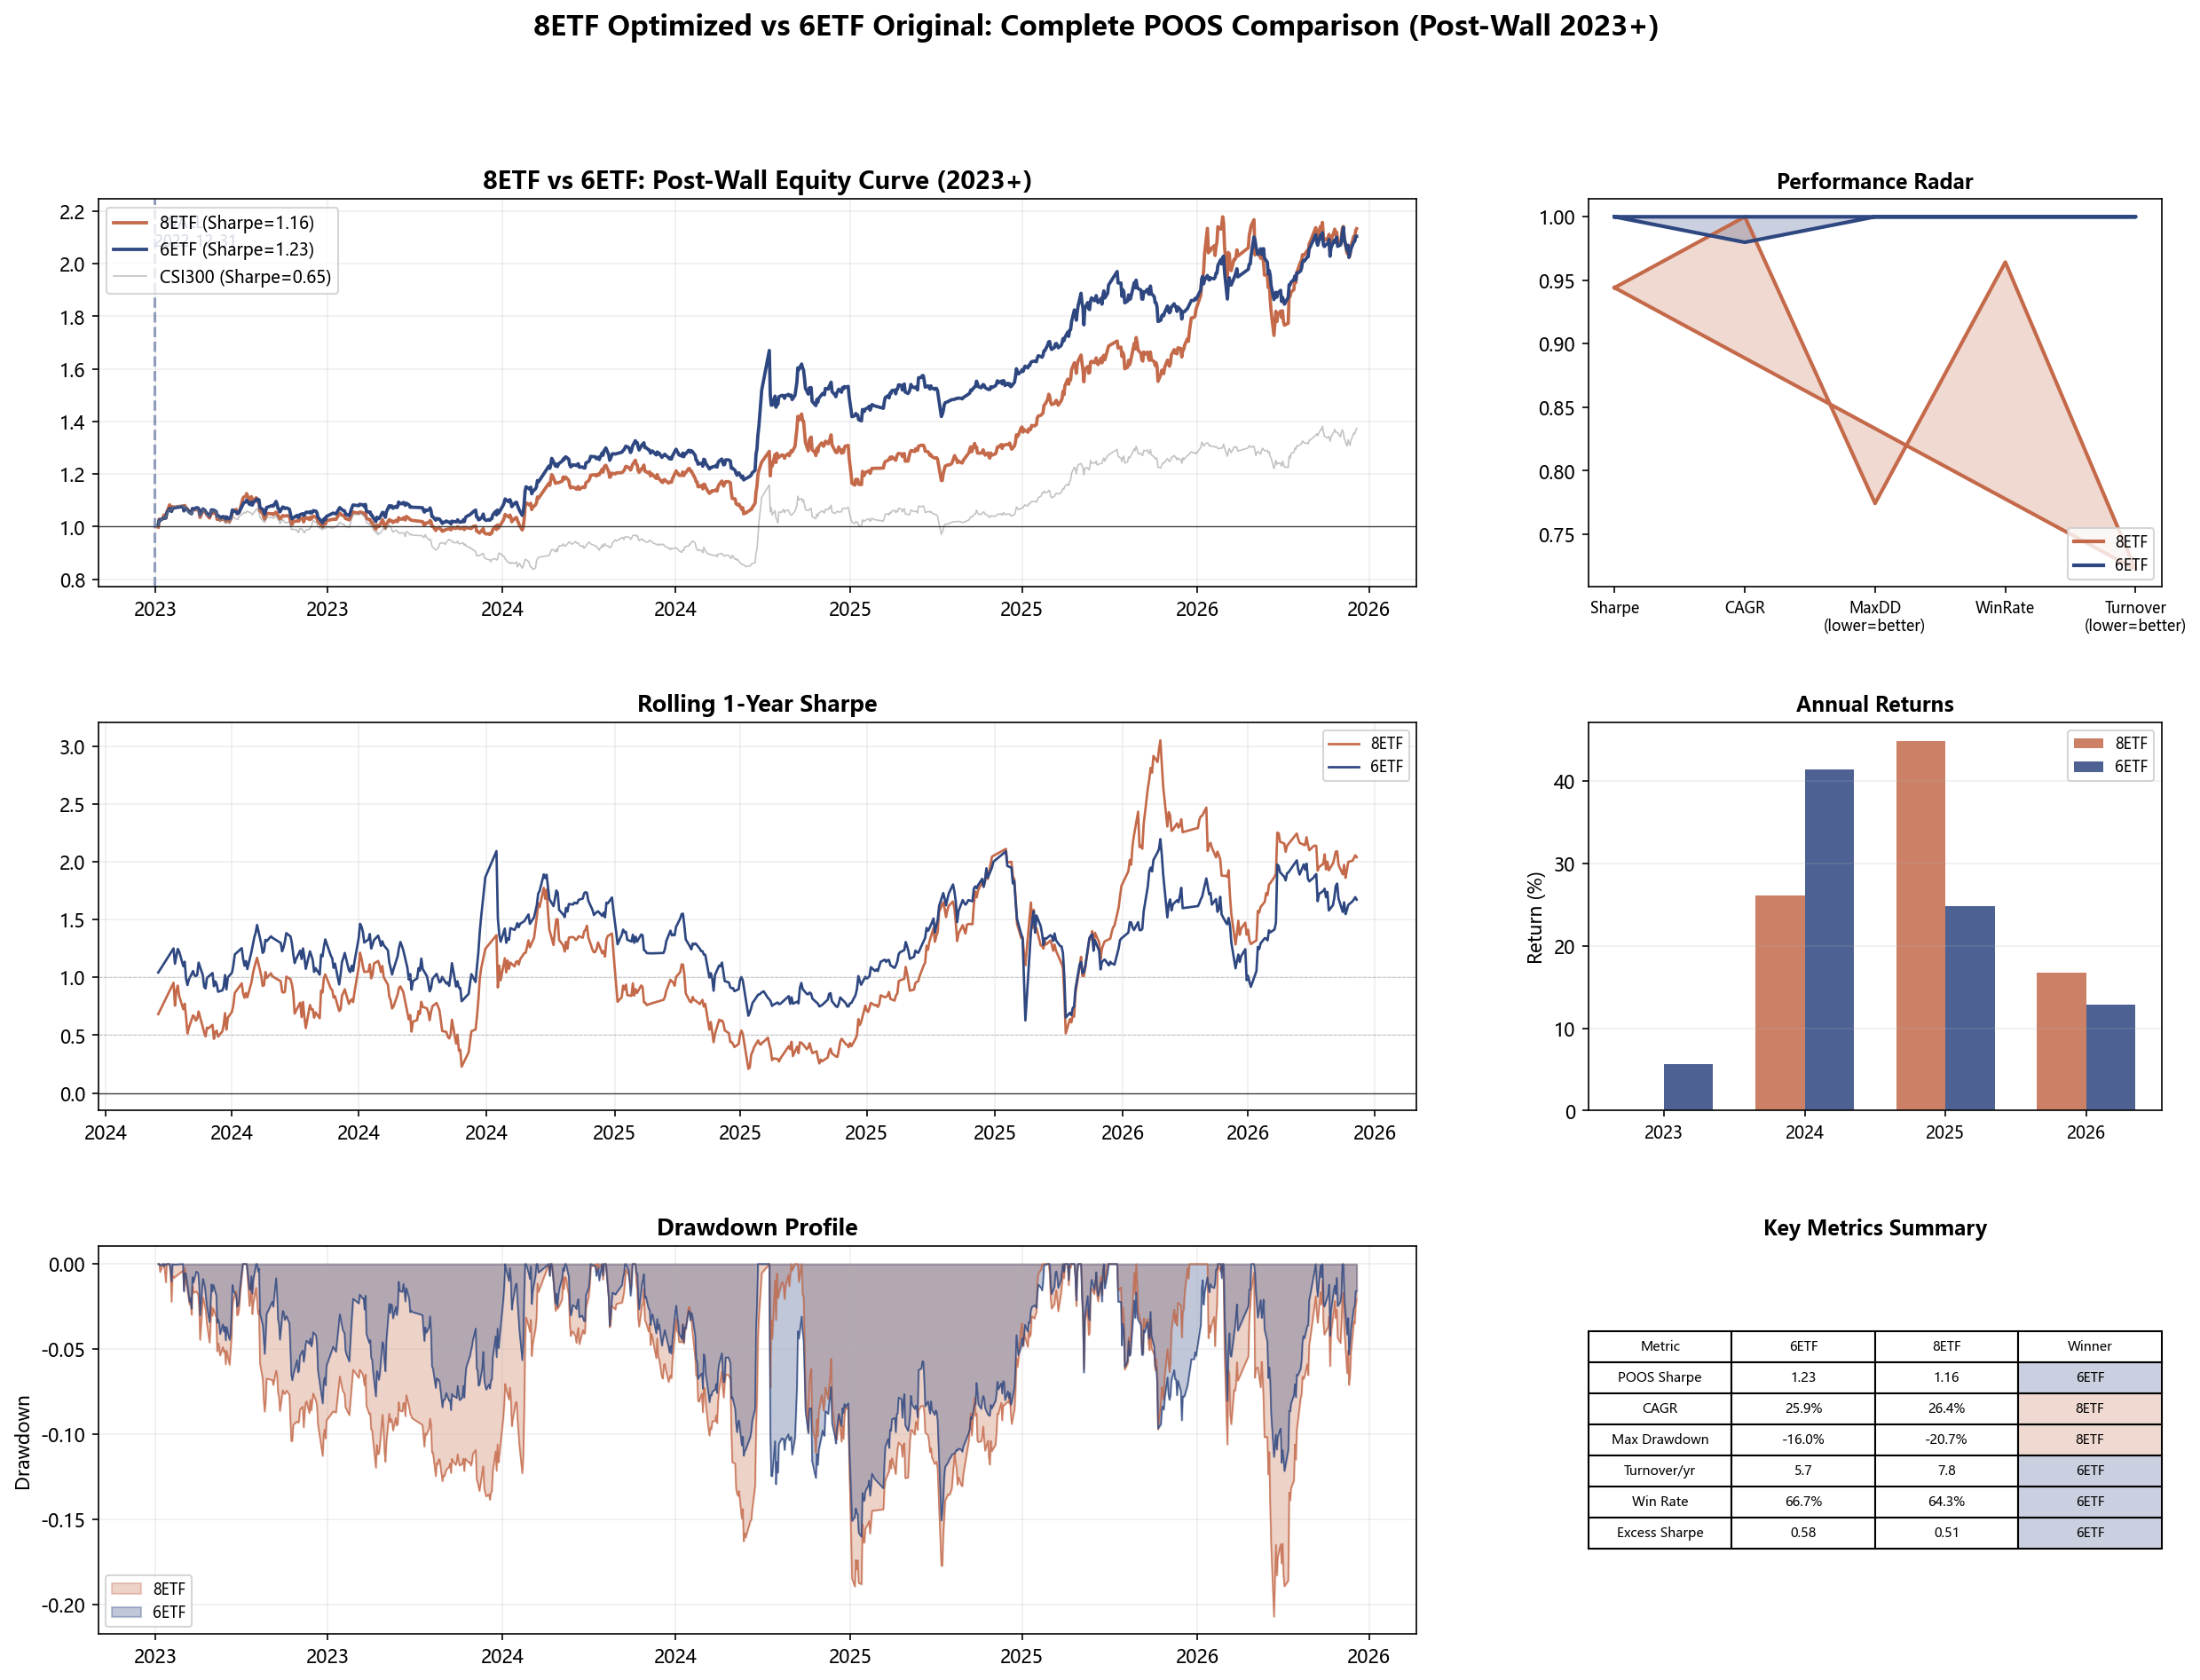 8ETF Optimized vs 6ETF Original: Complete POOS Comparison (Post-Wall 2023+)
8ETF vs 6ETF: Post-Wall Equity Curve (2023+)
8ETF (Sharpe=1.16)
6ETF (Sharpe=1.23)
CSI300 (Sharpe=0.65)
2.2
2.0
1.8
1.6
1.4
1.2
1.0
0.8
2023 2023 2024 2024 2025 2025 2026 2026
Performance Radar
1.00
0.95
0.90
0.85
0.80
0.75
8ETF
6ETF
Sharpe CAGR MaxDD WinRate Turnover
(lower=better) (lower=better)
Rolling 1-Year Sharpe
8ETF
6ETF
3.0
2.5
2.0
1.5
1.0
0.5
0.0
2024 2024 2024 2024 2025 2025 2025 2025 2026 2026 2026
Annual Returns
8ETF
6ETF
Return (%)
40
30
20
10
0
2023 2024 2025 2026
Drawdown Profile
Drawdown
0.00
-0.05
-0.10
-0.15
-0.20
8ETF
6ETF
2023 2023 2024 2024 2025 2025 2026 2026
Key Metrics Summary
Metric 6ETF 8ETF Winner
POOS Sharpe 1.23 1.16 6ETF
CAGR 25.9% 26.4% 8ETF
Max Drawdown -16.0% -20.7% 8ETF
Turnover/yr 5.7 7.8 6ETF
Win Rate 66.7% 64.3% 6ETF
Excess Sharpe 0.58 0.51 6ETF